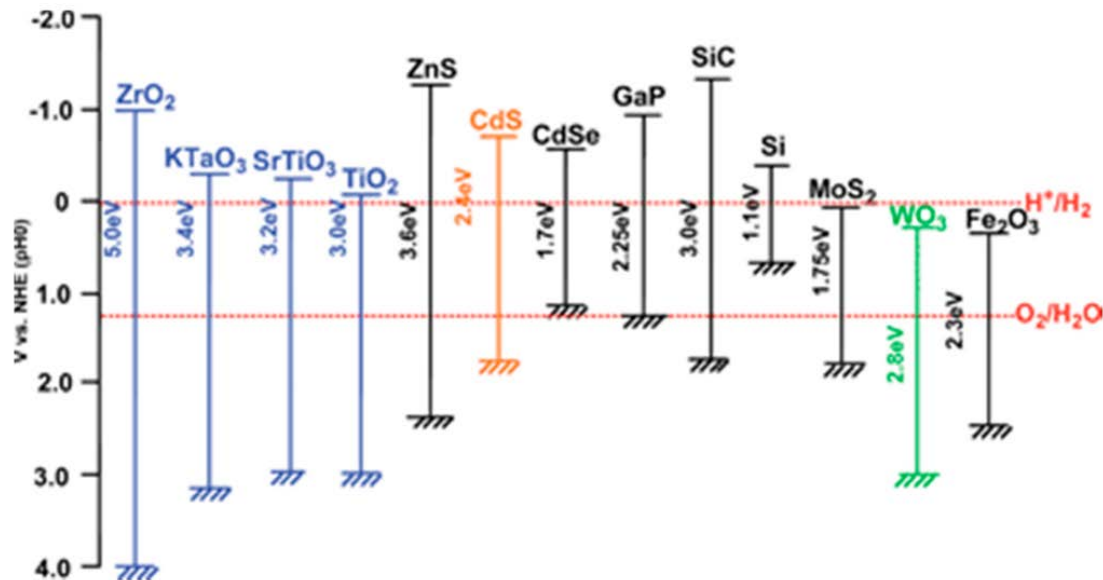 -2.0
-1.0
0
1.0
2.0
3.0
4.0
V vs. NHE (pH0)
ZrO2
5.0eV
KTaO3
3.4eV
SrTiO3
3.2eV
TiO2
3.0eV
ZnS
3.6eV
CdS
2.4eV
CdSe
1.7eV
GaP
2.25eV
SiC
3.0eV
Si
1.1eV
MoS2
1.75eV
WO3
2.8eV
Fe2O3
2.3eV
H+/H2
O2/H2O